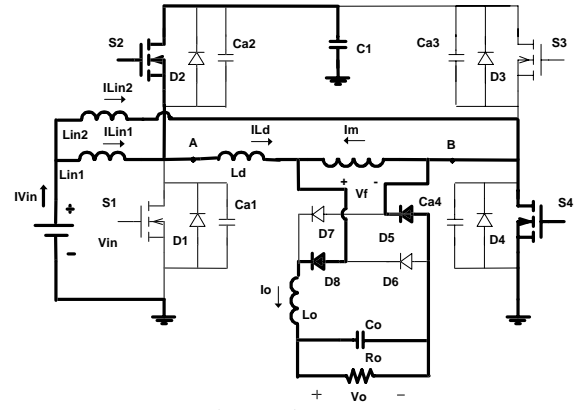 S2
Ca2
C1
Ca3
S3
D2
D3
ILin2
Lin2
ILin1
A
ILd
Im
B
Lin1
Ld
IVin
S1
Ca1
+
Vf
-
Ca4
S4
+
Vin
-
D1
D7
D5
D4
D8
D6
Io
Lo
Co
Ro
+
Vo
−